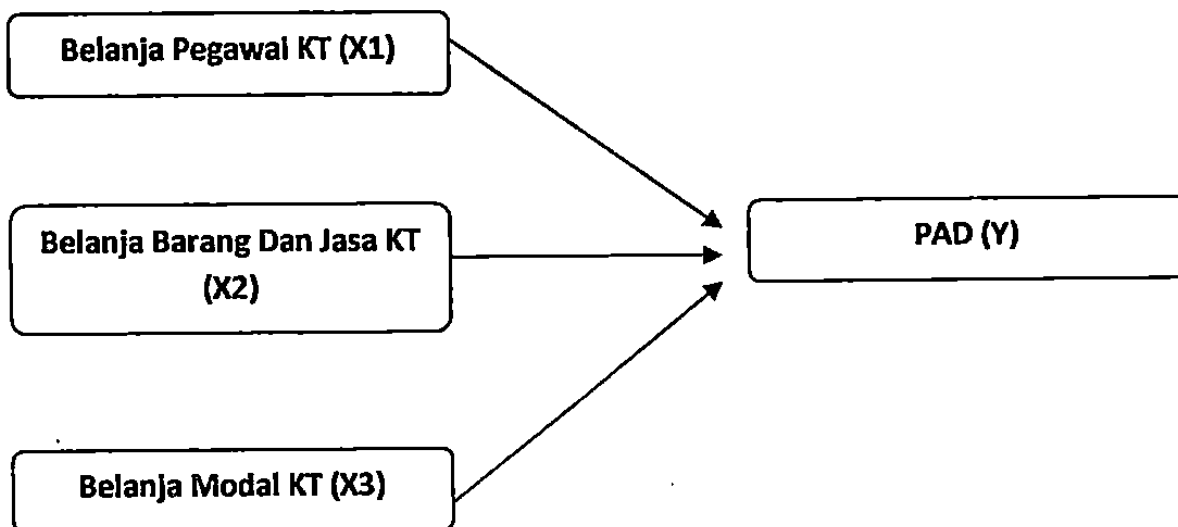 Belanja Pegawai KT (X1)
Belanja Barang Dan Jasa KT
(X2)
PAD (Y)
Belanja Modal KT (X3)